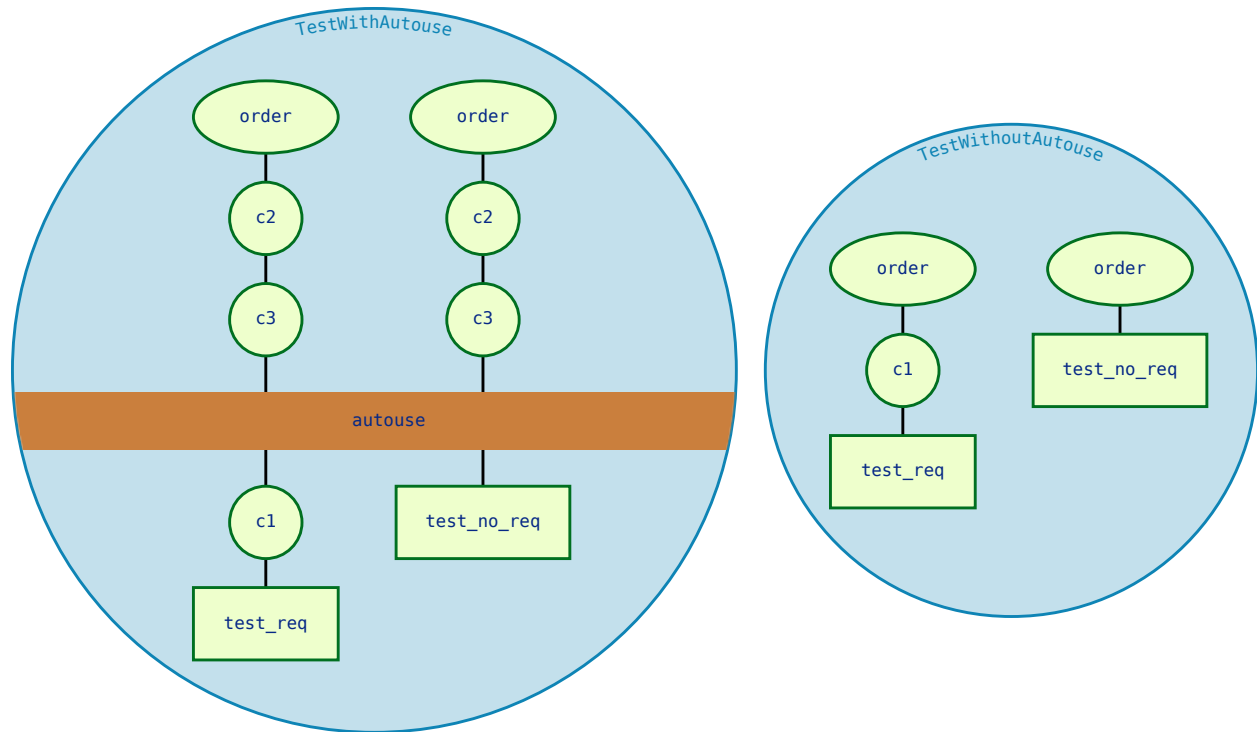 TestWithAutouse
order
order
c2
c2
c3
c3
autouse
c1
test_no_req
test_req
TestWithoutAutouse
order
order
c1
test_no_req
test_req